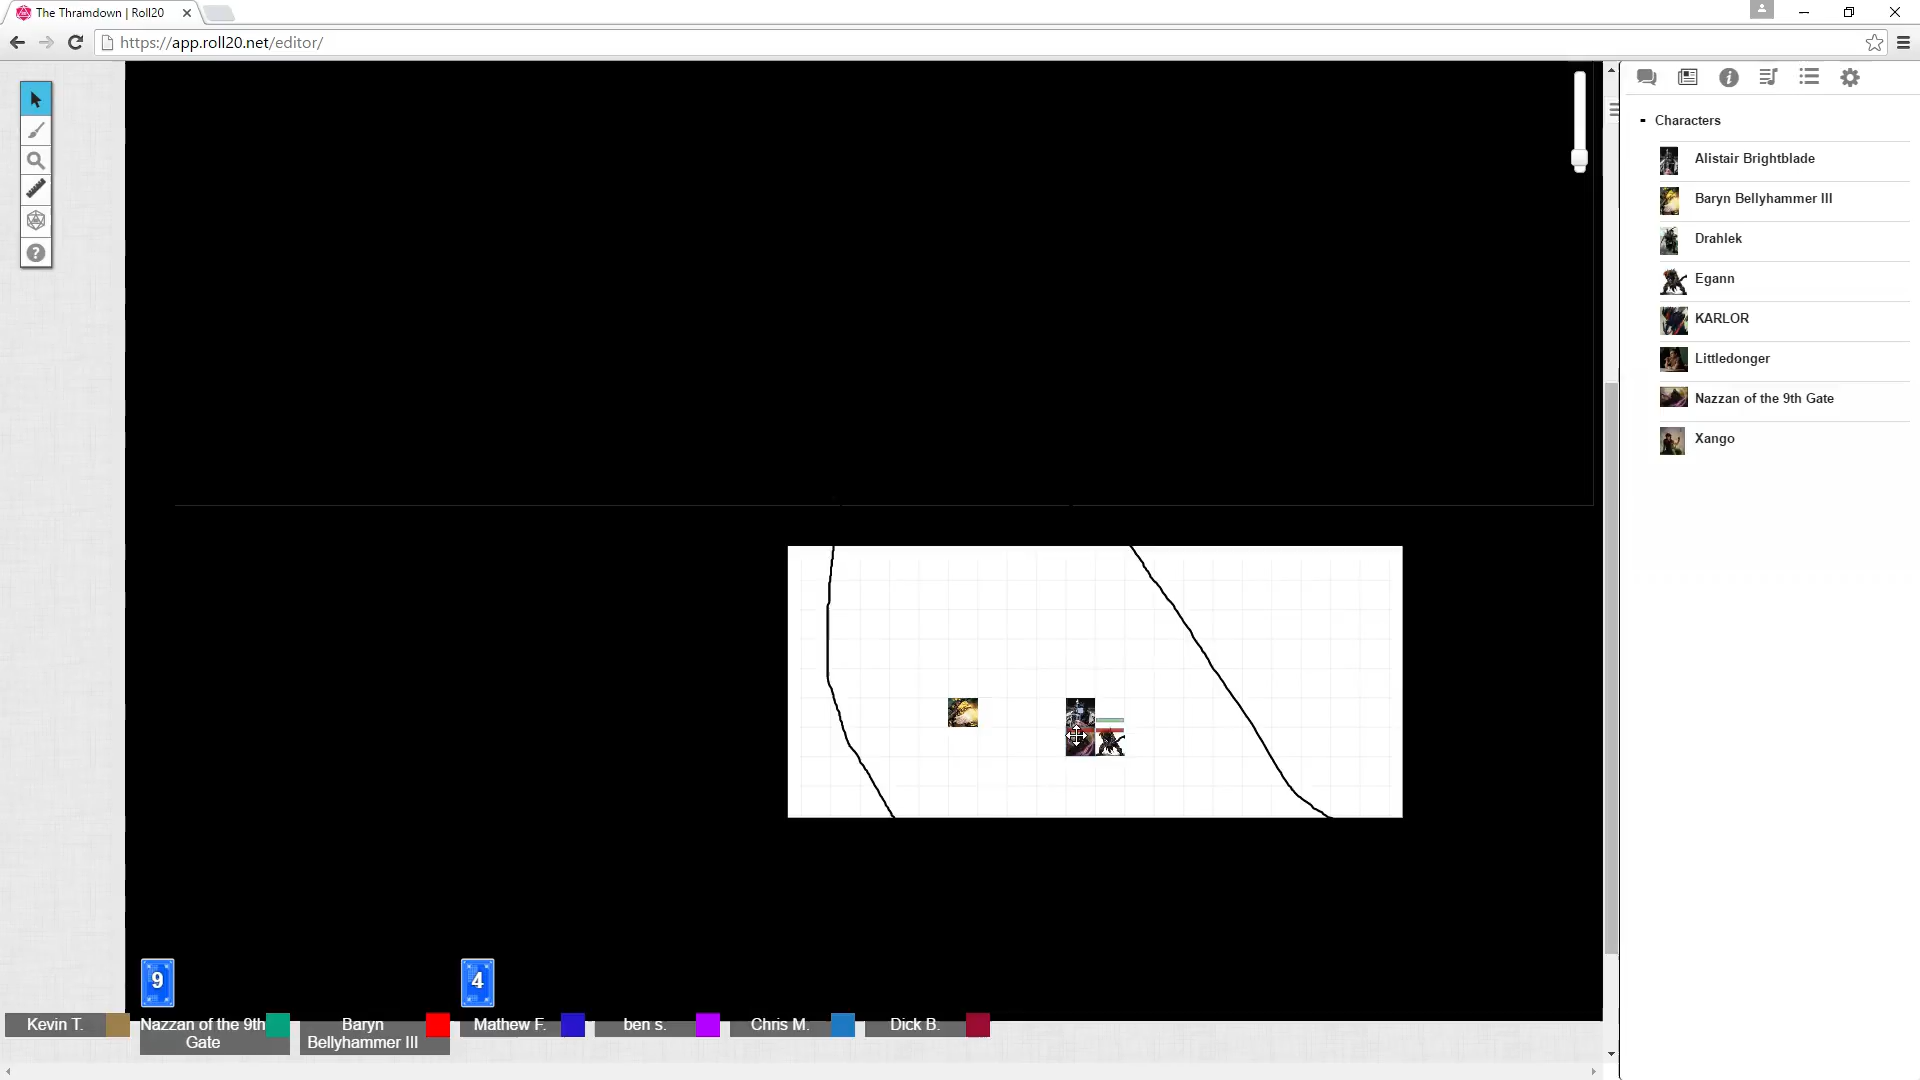 The Thramdown | Roll20
https://app.roll20.net/editor/
Characters
Alistair Brightblade
Baryn Bellyhammer III
Drahlek
Egann
KARLOR
Littledonger
Nazzan of the 9th Gate
Xango
9
4
Kevin T.
Nazzan of the 9th
Gate
Baryn
Bellyhammer III
Mathew F.
ben s.
Chris M.
Dick B.